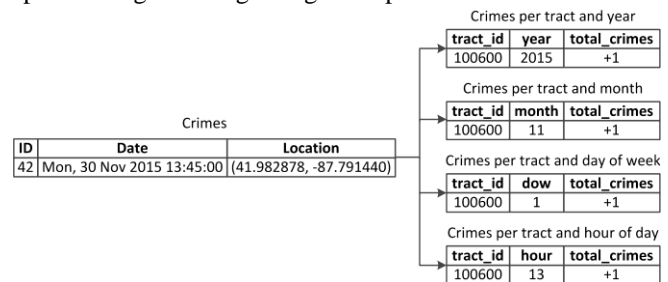 Crimes
ID Date Location
42 Mon, 30 Nov 2015 13:45:00 (41.982878, -87.791440)
Crimes per tract and year
tract_id year total_crimes
100600 2015 +1
Crimes per tract and month
tract_id month total_crimes
100600 11 +1
Crimes per tract and day of week
tract_id dow total_crimes
100600 1 +1
Crimes per tract and hour of day
tract_id hour total_crimes
100600 13 +1